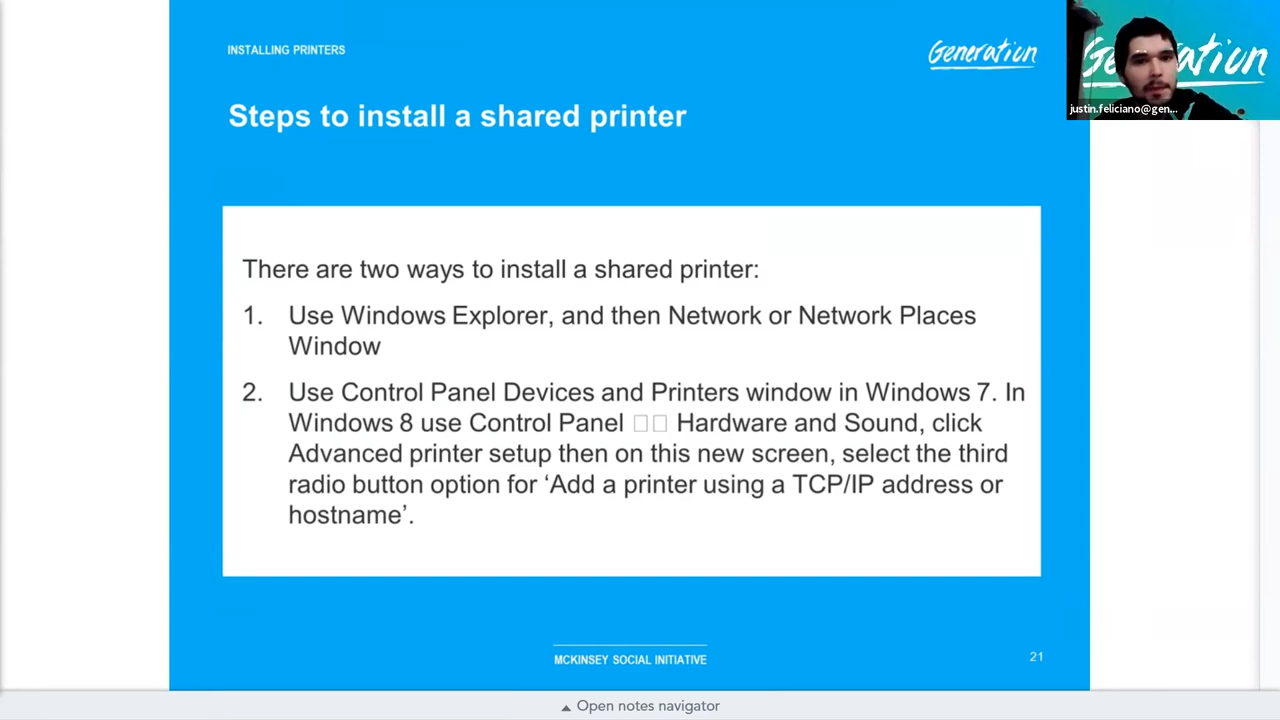 INSTALLING PRINTERS
Generation
Steps to install a shared printer
There are two ways to install a shared printer:
1. Use Windows Explorer, and then Network or Network Places
Window
2. Use Control Panel Devices and Printers window in Windows 7. In
Windows 8 use Control Panel □□ Hardware and Sound, click
Advanced printer setup then on this new screen, select the third
radio button option for ‘Add a printer using a TCP/IP address or
hostname’.
MCKINSEY SOCIAL INITIATIVE
21
Open notes navigator
justin.feliciano@gen...